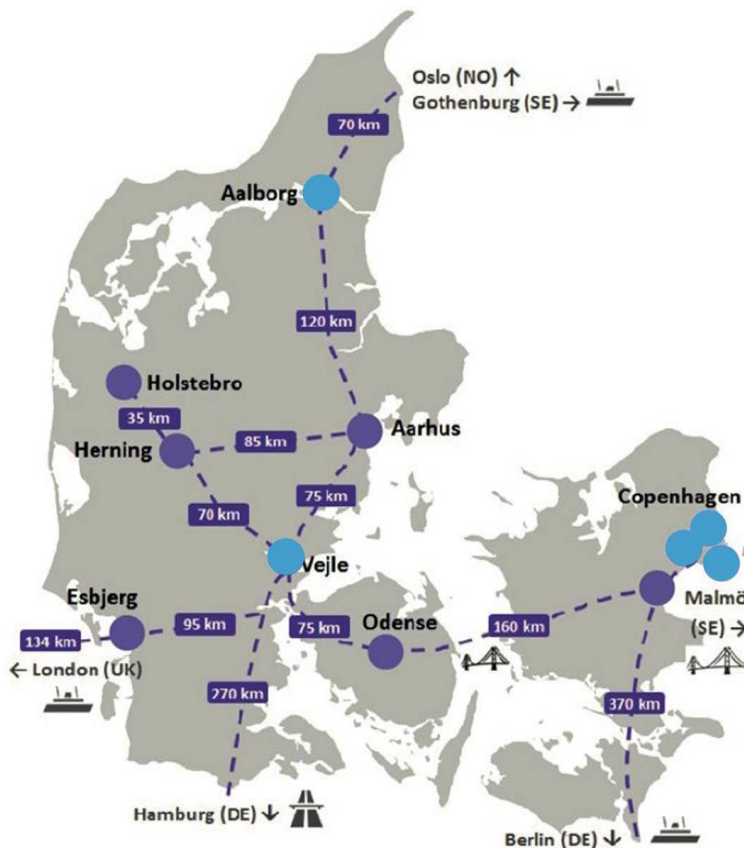 Oslo (NO) ↑
Gothenburg (SE) →
70 km
Aalborg
120 km
Holstebro
35 km
Aarhus
85 km
Herning
Copenhagen
75 km
70 km
Vejle
Esbjerg
Malmö
(SE) →
Odense
95 km
75 km
160 km
134 km
← London (UK)
270 km
370 km
Hamburg (DE) ↓
Berlin (DE) ↓